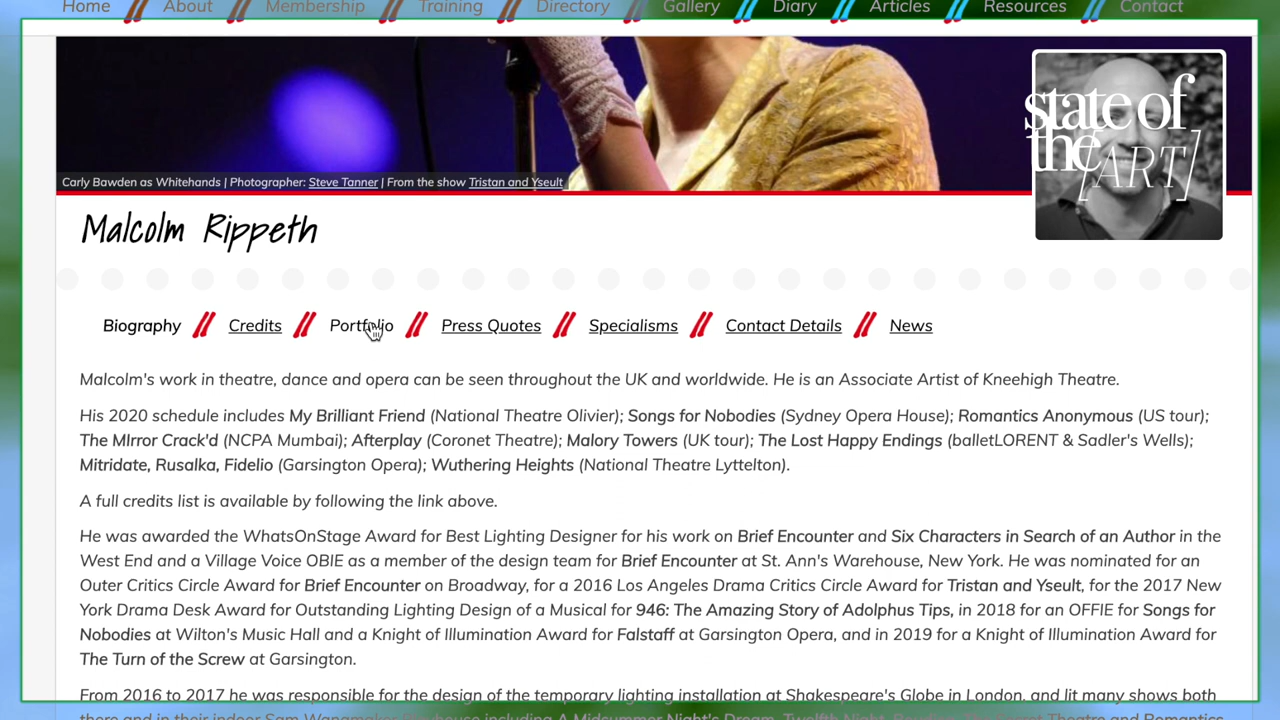 Home // About // Membership // Training // Directory // Gallery // Diary // Articles // Resources // Contact
state of
the
[ART]
Carly Bawden as Whitehands | Photographer: Steve Tanner | From the show Tristan and Yseult
Malcolm Rippeth
Biography // Credits // Portfolio // Press Quotes // Specialisms // Contact Details // News
Malcolm's work in theatre, dance and opera can be seen throughout the UK and worldwide. He is an Associate Artist of Kneehigh Theatre.
His 2020 schedule includes My Brilliant Friend (National Theatre Olivier); Songs for Nobodies (Sydney Opera House); Romantics Anonymous (US tour);
The MIrror Crack'd (NCPA Mumbai); Afterplay (Coronet Theatre); Malory Towers (UK tour); The Lost Happy Endings (balletLORENT & Sadler's Wells);
Mitridate, Rusalka, Fidelio (Garsington Opera); Wuthering Heights (National Theatre Lyttelton).
A full credits list is available by following the link above.
He was awarded the WhatsOnStage Award for Best Lighting Designer for his work on Brief Encounter and Six Characters in Search of an Author in the
West End and a Village Voice OBIE as a member of the design team for Brief Encounter at St. Ann's Warehouse, New York. He was nominated for an
Outer Critics Circle Award for Brief Encounter on Broadway, for a 2016 Los Angeles Drama Critics Circle Award for Tristan and Yseult, for the 2017 New
York Drama Desk Award for Outstanding Lighting Design of a Musical for 946: The Amazing Story of Adolphus Tips, in 2018 for an OFFIE for Songs for
Nobodies at Wilton's Music Hall and a Knight of Illumination Award for Falstaff at Garsington Opera, and in 2019 for a Knight of Illumination Award for
The Turn of the Screw at Garsington.
From 2016 to 2017 he was responsible for the design of the temporary lighting installation at Shakespeare's Globe in London, and lit many shows both
there and in their indoor Sam Wanamaker Playhouse including A Midsummer Night's Dream, Twelfth Night,